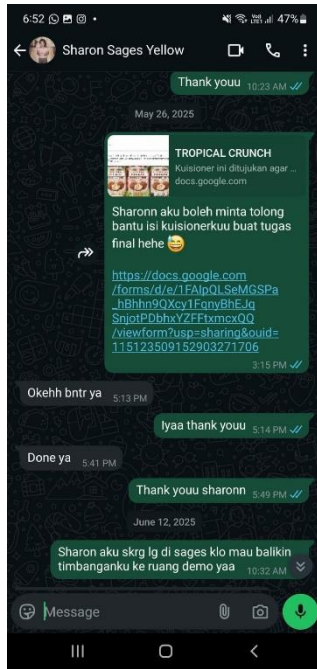 6:52
47%
Sharon Sages Yellow
Thank youu 10:23 AM
May 26, 2025
TROPICAL CRUNCH
Kuisioner ini ditujukan agar ...
docs.google.com
Sharonn aku boleh minta tolong
bantu isi kuisionerkuu buat tugas
final hehe
https://docs.google.com
/forms/d/e/1FAIpQLSeMGSPa
_hBhhn9QXcy1FqnyBhEJq
SnjotPDbhxYZFFtxmcxQQ
/viewform?usp=sharing&ouid=
115123509152903271706
3:15 PM
Okehh bntr ya 5:13 PM
Iyaa thank youu 5:14 PM
Done ya 5:41 PM
Thank youu sharonn 5:49 PM
June 12, 2025
Sharon aku skrg lg di sages klo mau balikin
timbanganku ke ruang demo yaa 10:32 AM
Message